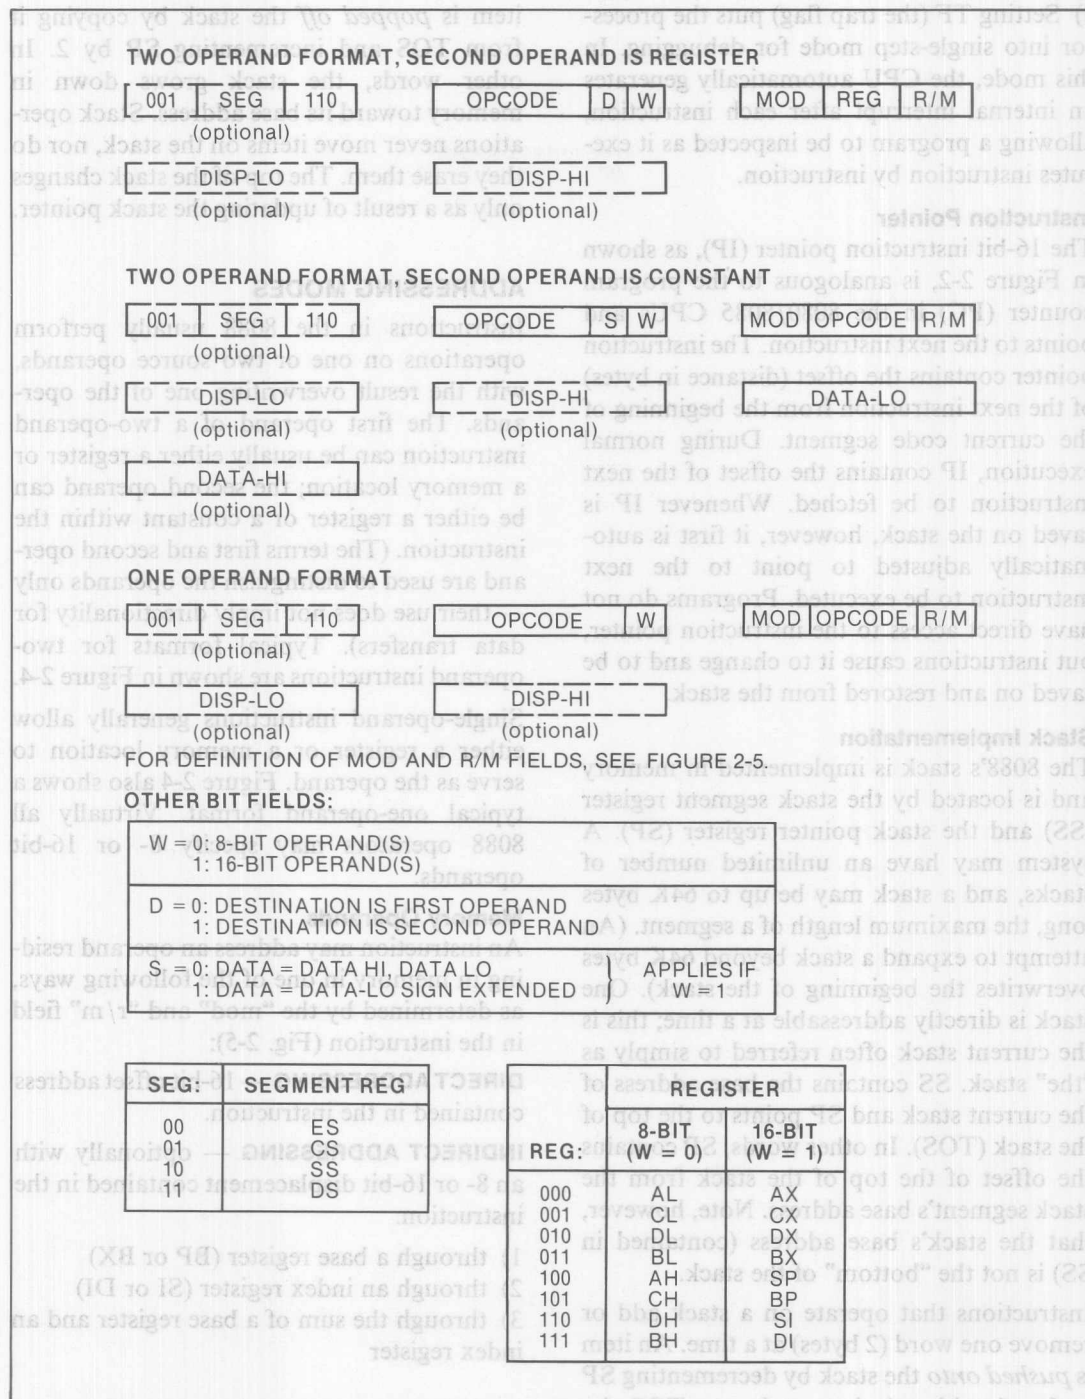 TWO OPERAND FORMAT, SECOND OPERAND IS REGISTER
001 SEG 110 OPCODE D W MOD REG R/M
(optional)
DISP-LO DISP-HI
(optional) (optional)
TWO OPERAND FORMAT, SECOND OPERAND IS CONSTANT
001 SEG 110 OPCODE S W MOD OPCODE R/M
(optional)
DISP-LO DISP-HI DATA-LO
(optional) (optional)
DATA-HI
(optional)
ONE OPERAND FORMAT
001 SEG 110 OPCODE W MOD OPCODE R/M
(optional)
DISP-LO DISP-HI
(optional) (optional)
FOR DEFINITION OF MOD AND R/M FIELDS, SEE FIGURE 2-5.
OTHER BIT FIELDS:
W = 0: 8-BIT OPERAND(S)
1: 16-BIT OPERAND(S)
D = 0: DESTINATION IS FIRST OPERAND
1: DESTINATION IS SECOND OPERAND
S = 0: DATA = DATA HI, DATA LO
1: DATA = DATA-LO SIGN EXTENDED
APPLIES IF
W = 1
SEG: SEGMENT REG
00 ES
01 CS
10 SS
11 DS
REGISTER
REG: 8-BIT (W = 0) 16-BIT (W = 1)
000 AL AX
001 CL CX
010 DL DX
011 BL BX
100 AH SP
101 CH BP
110 DH SI
111 BH DI